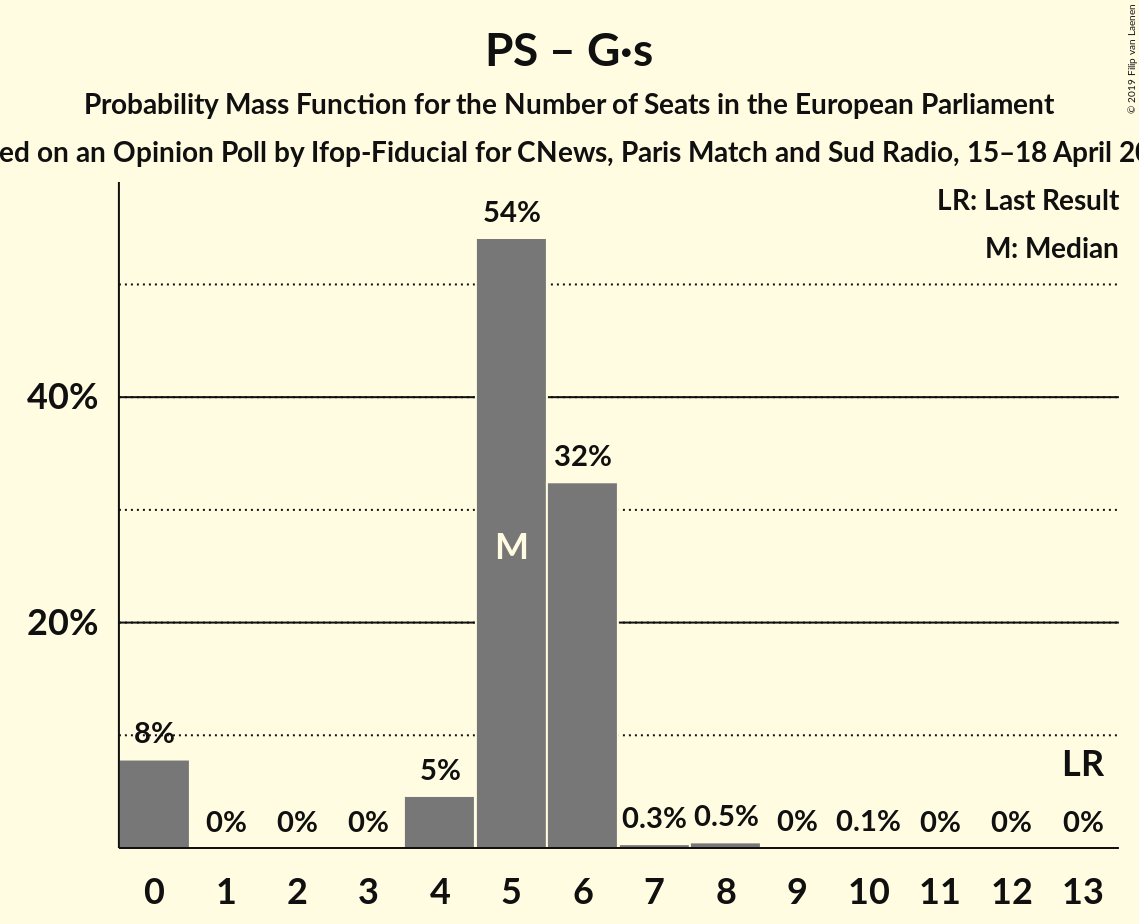 PS – G·s
Probability Mass Function for the Number of Seats in the European Parliament
ed on an Opinion Poll by Ifop-Fiducial for CNews, Paris Match and Sud Radio, 15–18 April 20
© 2019 Filip van Laenen
LR: Last Result
M: Median
54%
40%
32%
M
20%
8%
LR
5%
0% 0% 0% 0.3% 0.5% 0% 0.1% 0% 0% 0%
0 1 2 3 4 5 6 7 8 9 10 11 12 13